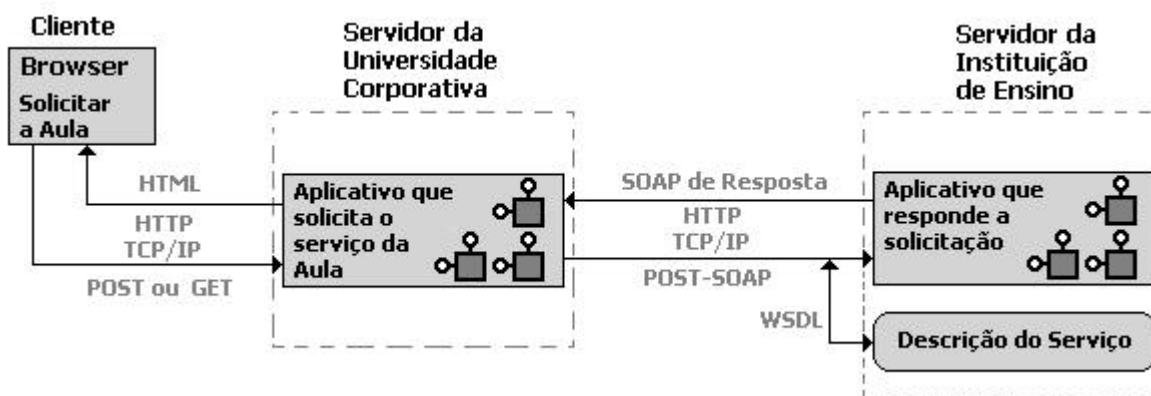 Cliente
Browser
Solicitar
a Aula
Servidor da
Universidade
Corporativa
Servidor da
Instituição
de Ensino
HTML
HTTP
TCP/IP
POST ou GET
Aplicativo que
solicita o
serviço da
Aula
SOAP de Resposta
HTTP
TCP/IP
POST-SOAP
WSDL
Aplicativo que
responde a
solicitação
Descrição do Serviço